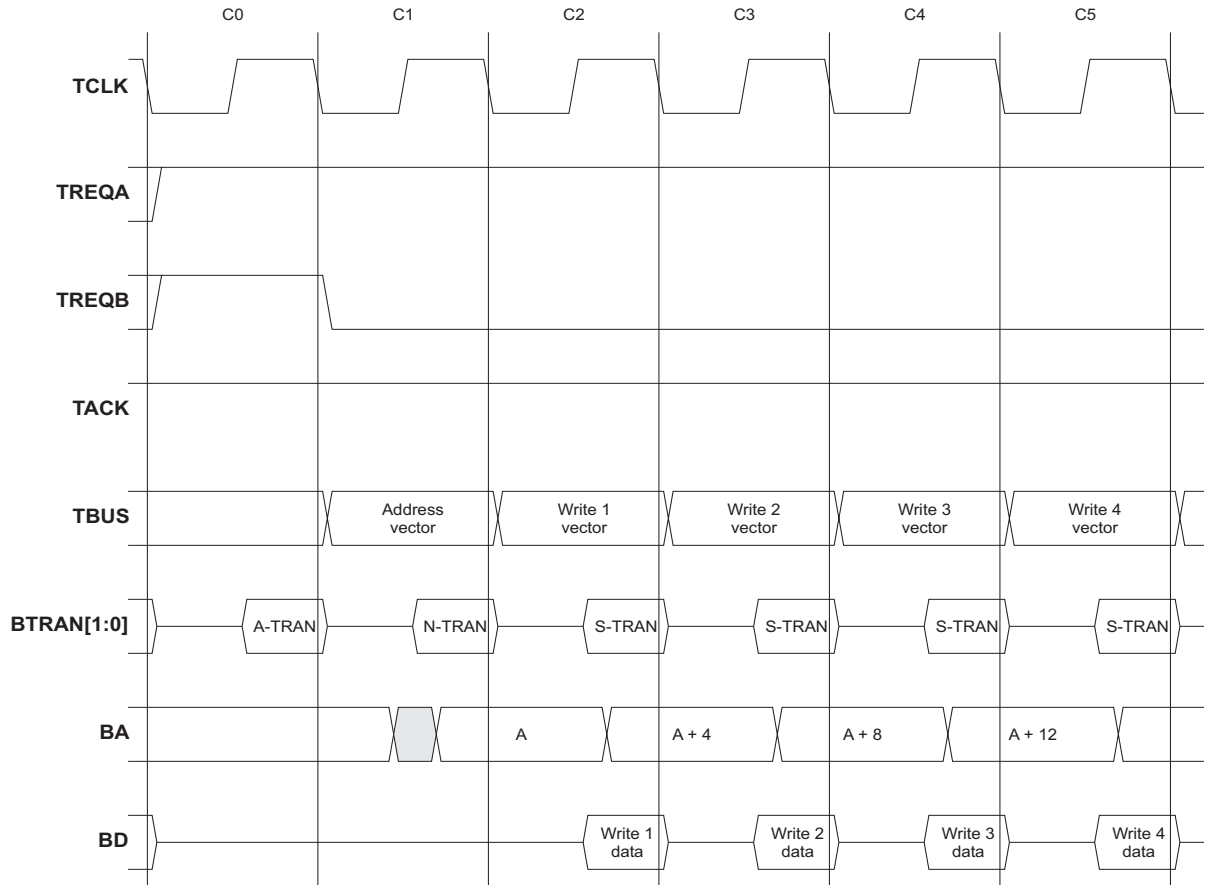 C0 C1 C2 C3 C4 C5
TCLK
TREQA
TREQB
TACK
TBUS
Address vector
Write 1 vector
Write 2 vector
Write 3 vector
Write 4 vector
BTRAN[1:0]
A-TRAN N-TRAN S-TRAN S-TRAN S-TRAN S-TRAN
BA
A A + 4 A + 8 A + 12
BD
Write 1 data
Write 2 data
Write 3 data
Write 4 data